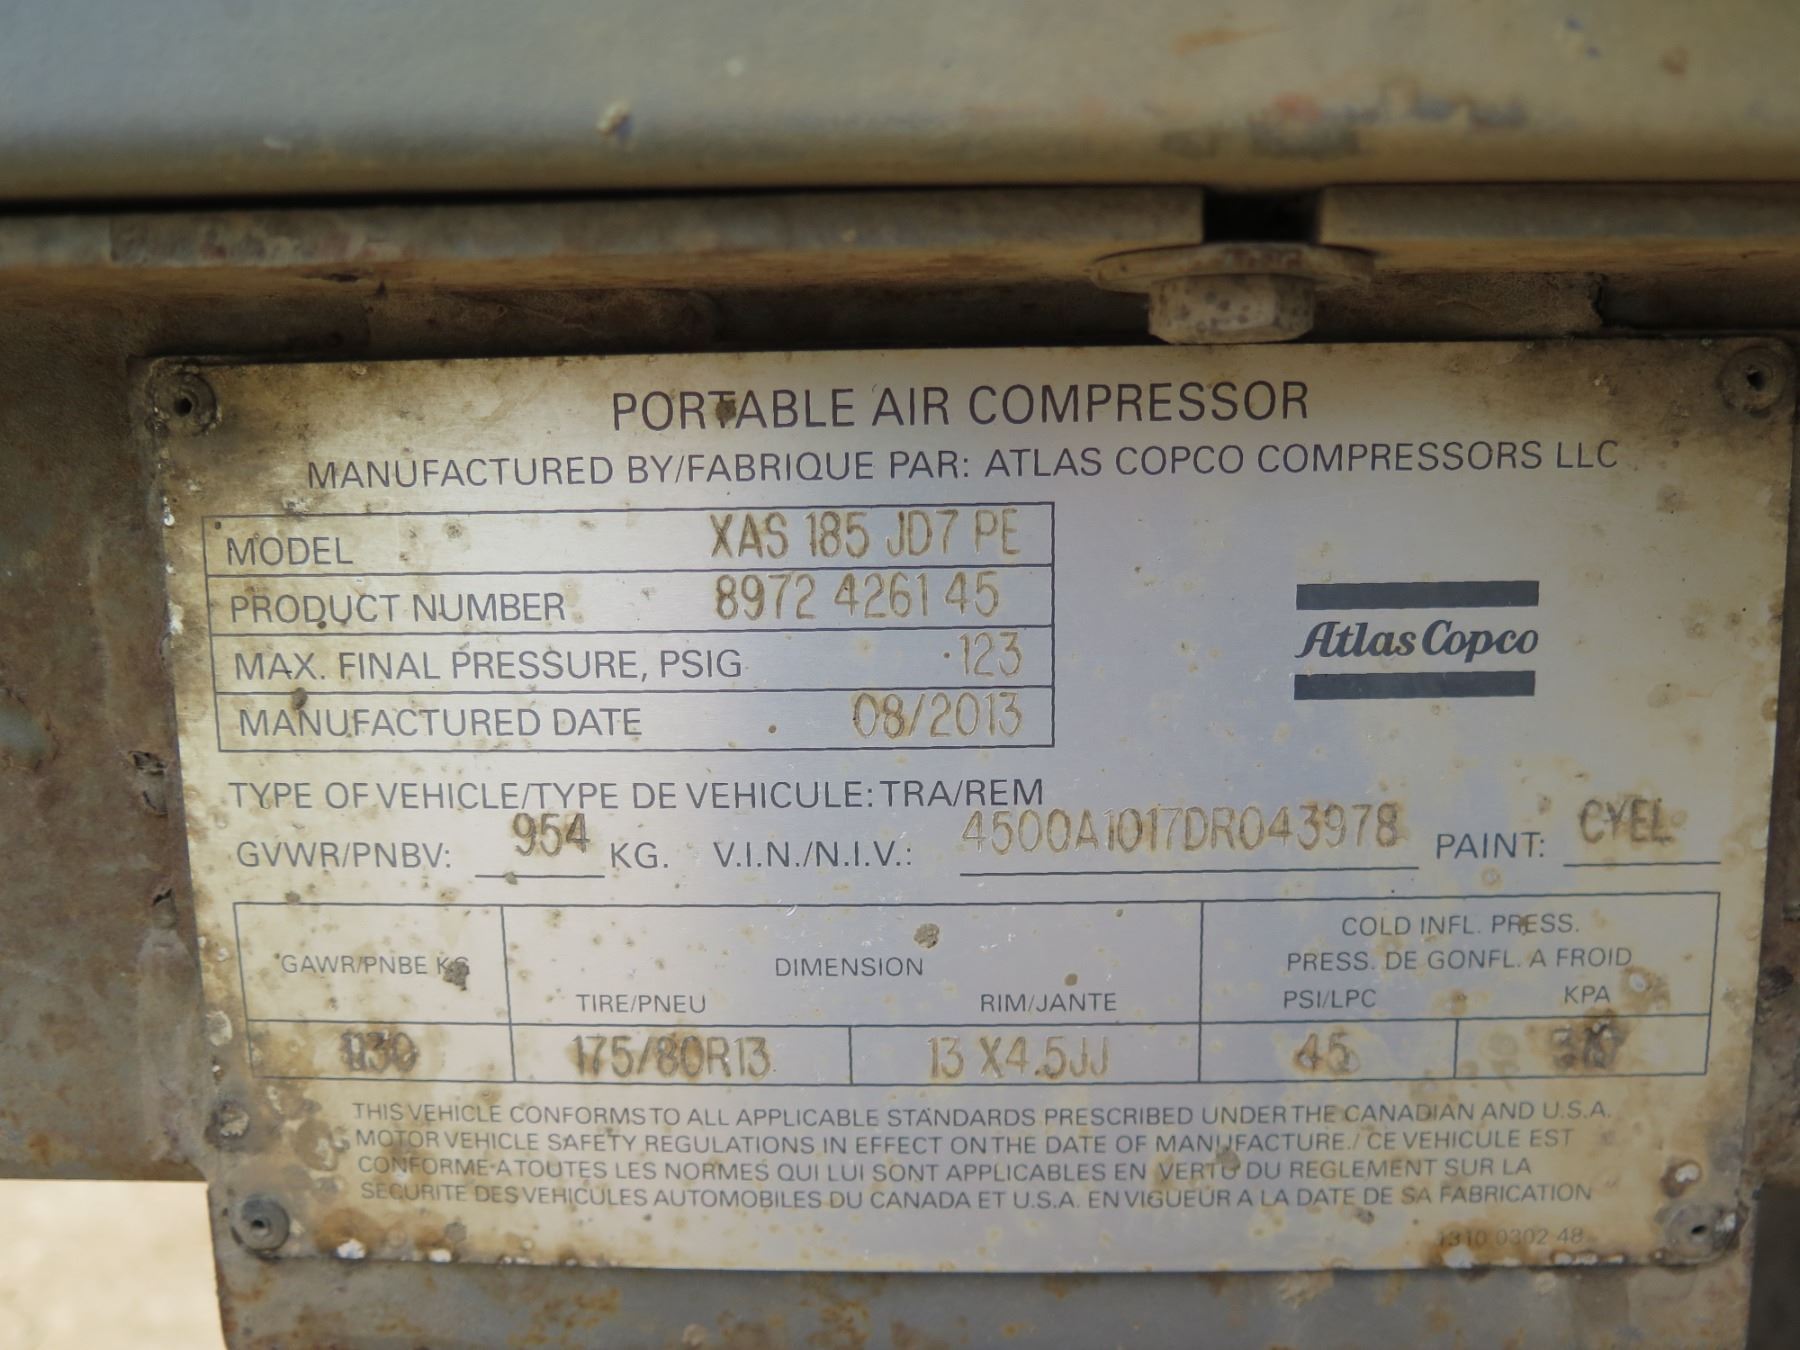 PORTABLE AIR COMPRESSOR
MANUFACTURED BY/FABRIQUE PAR: ATLAS COPCO COMPRESSORS LLC
MODEL XAS 185 JD7 PE
PRODUCT NUMBER 8972 4261 45
MAX. FINAL PRESSURE, PSIG 123
MANUFACTURED DATE 08/2013
Atlas Copco
TYPE OF VEHICLE/TYPE DE VEHICULE: TRA/REM
GVWR/PNBV: 954 KG. V.I.N./N.I.V.: 4500A1017DR043978 PAINT: CYEL
GAWR/PNBE KG
DIMENSION
TIRE/PNEU RIM/JANTE
COLD INFL. PRESS.
PRESS. DE GONFL. A FROID
PSI/LPC KPA
175/80R13 13 X4.5JJ 45
THIS VEHICLE CONFORMS TO ALL APPLICABLE STANDARDS PRESCRIBED UNDER THE CANADIAN AND U.S.A.
MOTOR VEHICLE SAFETY REGULATIONS IN EFFECT ON THE DATE OF MANUFACTURE./ CE VEHICULE EST
CONFORME A TOUTES LES NORMES QUI LUI SONT APPLICABLES EN VERTU DU REGLEMENT SUR LA
SECURITE DES VEHICULES AUTOMOBILES DU CANADA ET U.S.A. EN VIGUEUR A LA DATE DE SA FABRICATION
1310 0302 48